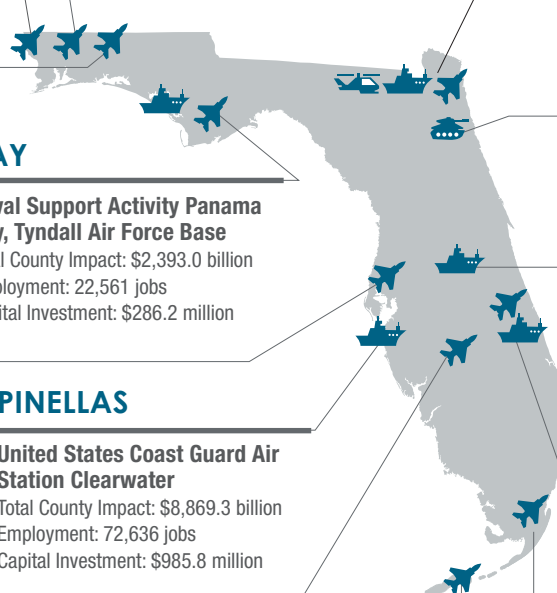 AY
val Support Activity Panama
y, Tyndall Air Force Base
l County Impact: $2,393.0 billion
ployment: 22,561 jobs
ital Investment: $286.2 million
PINELLAS
United States Coast Guard Air
Station Clearwater
Total County Impact: $8,869.3 billion
Employment: 72,636 jobs
Capital Investment: $985.8 million